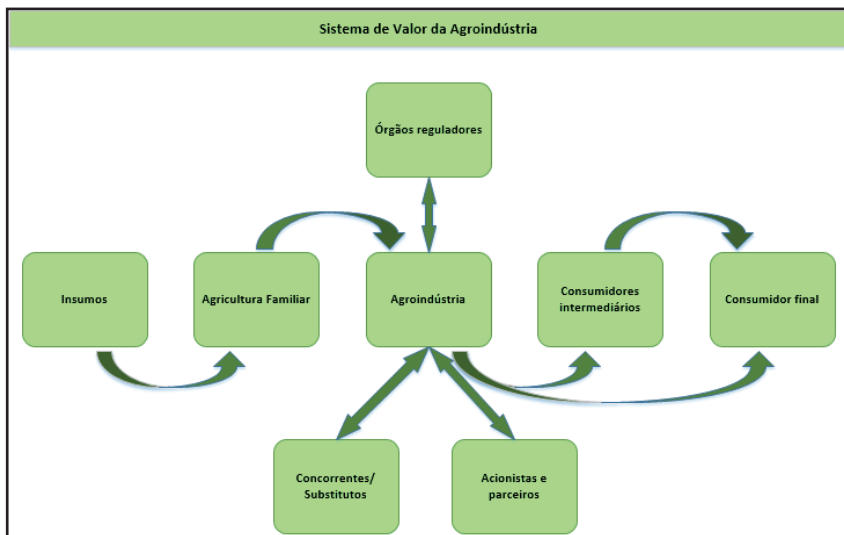 Sistema de Valor da Agroindústria
Órgãos reguladores
Insumos
Agricultura Familiar
Agroindústria
Consumidores
intermediários
Consumidor final
Concorrentes/
Substitutos
Acionistas e
parceiros